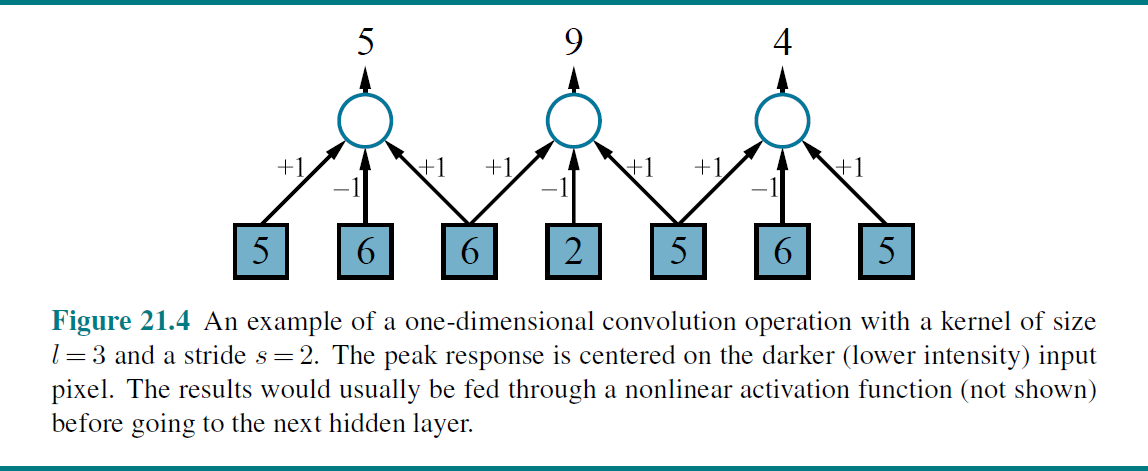 5 9 4
+1 +1 +1 +1 +1 +1
−1 −1 −1
5 6 6 2 5 6 5
Figure 21.4 An example of a one-dimensional convolution operation with a kernel of size
l = 3 and a stride s = 2. The peak response is centered on the darker (lower intensity) input
pixel. The results would usually be fed through a nonlinear activation function (not shown)
before going to the next hidden layer.